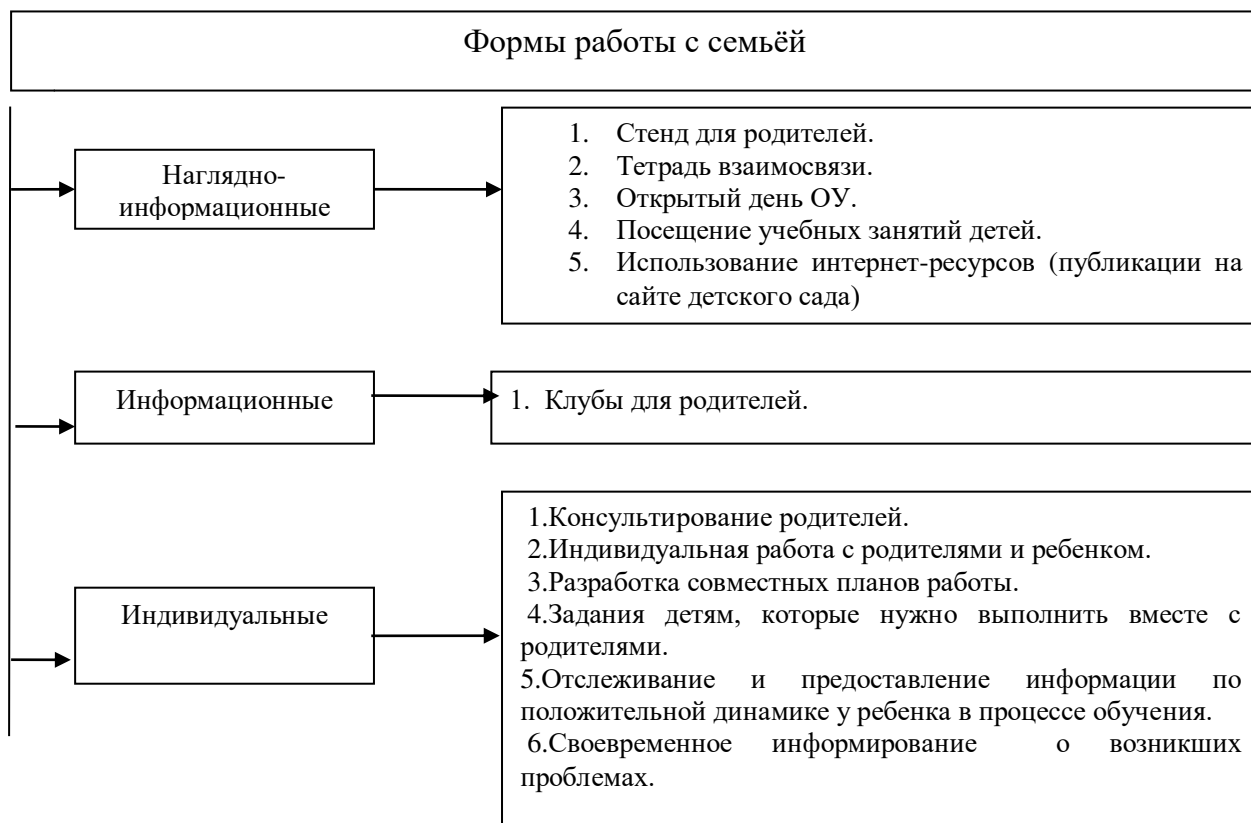 Формы работы с семьёй
Наглядно-
информационные
1. Стенд для родителей.
2. Тетрадь взаимосвязи.
3. Открытый день ОУ.
4. Посещение учебных занятий детей.
5. Использование интернет-ресурсов (публикации на
сайте детского сада)
Информационные
1. Клубы для родителей.
Индивидуальные
1.Консультирование родителей.
2.Индивидуальная работа с родителями и ребенком.
3.Разработка совместных планов работы.
4.Задания детям, которые нужно выполнить вместе с
родителями.
5.Отслеживание и предоставление информации по
положительной динамике у ребенка в процессе обучения.
6.Своевременное информирование о возникших
проблемах.